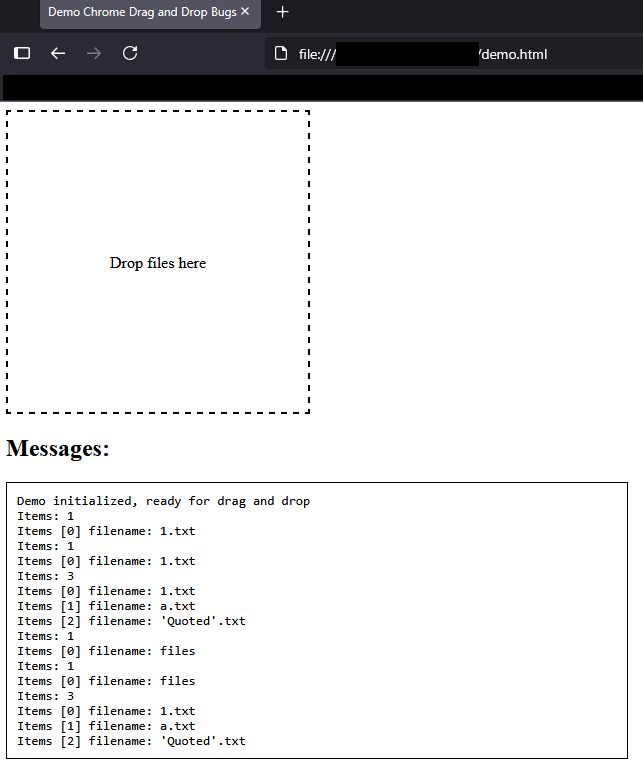 Demo Chrome Drag and Drop Bugs
file:///
/demo.html
Drop files here
Messages:
Demo initialized, ready for drag and drop
Items: 1
Items [0] filename: 1.txt
Items: 1
Items [0] filename: 1.txt
Items: 3
Items [0] filename: 1.txt
Items [1] filename: a.txt
Items [2] filename: 'Quoted'.txt
Items: 1
Items [0] filename: files
Items: 1
Items [0] filename: files
Items: 3
Items [0] filename: 1.txt
Items [1] filename: a.txt
Items [2] filename: 'Quoted'.txt